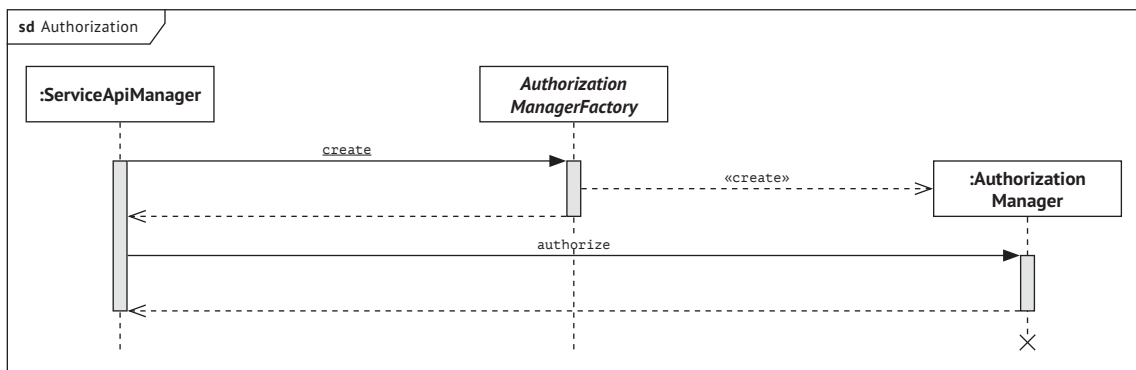 sd Authorization
:ServiceApiManager
Authorization
ManagerFactory
create
«create»
:Authorization
Manager
authorize